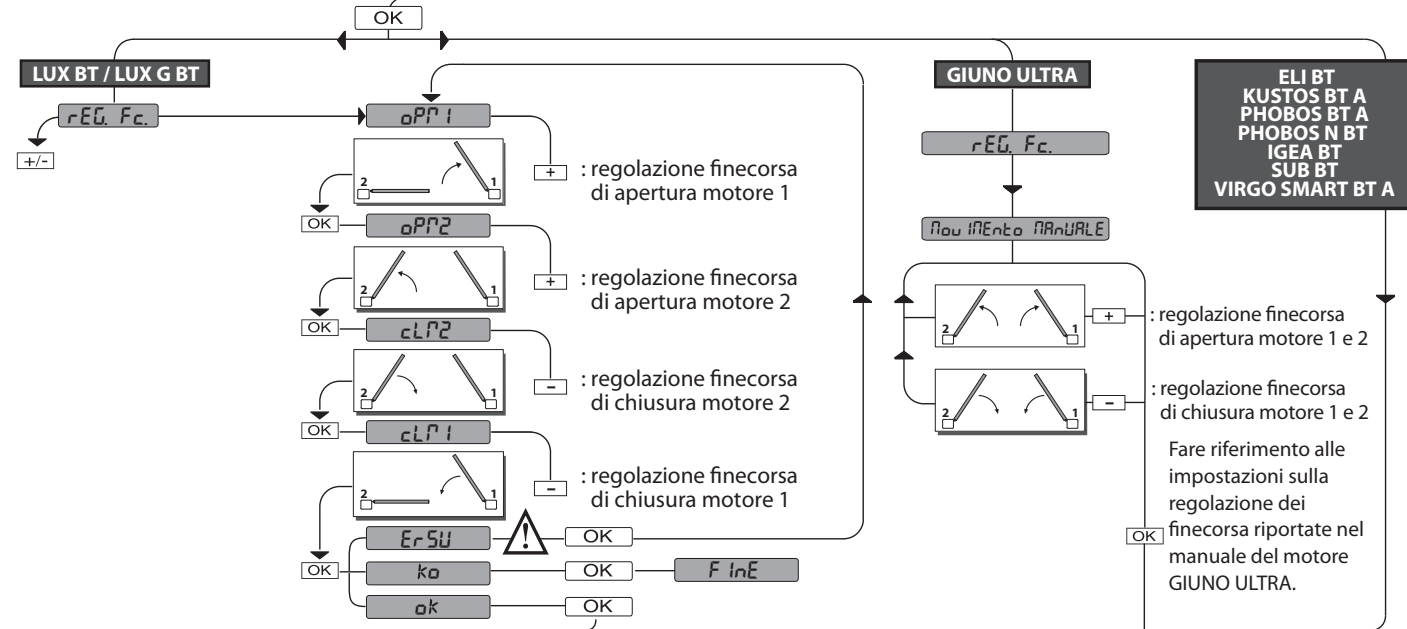 OK
LUX BT / LUX G BT
rEG. Fc.
+/-
oPM1
+ : regolazione finecorsa
di apertura motore 1
2 1
OK
oPM2
+ : regolazione finecorsa
di apertura motore 2
2 1
OK
cLM2
- : regolazione finecorsa
di chiusura motore 2
2 1
OK
cLM1
- : regolazione finecorsa
di chiusura motore 1
2 1
OK
ErSU
!
OK
ko
OK
FInE
ok
OK
GIUNO ULTRA
rEG. Fc.
MovIMEnto MAnUALE
2 1
+ : regolazione finecorsa
di apertura motore 1 e 2
2 1
- : regolazione finecorsa
di chiusura motore 1 e 2
Fare riferimento alle
impostazioni sulla
regolazione dei
finecorsa riportate nel
manuale del motore
GIUNO ULTRA.
OK
ELI BT
KUSTOS BT A
PHOBOS BT A
PHOBOS N BT
IGEA BT
SUB BT
VIRGO SMART BT A